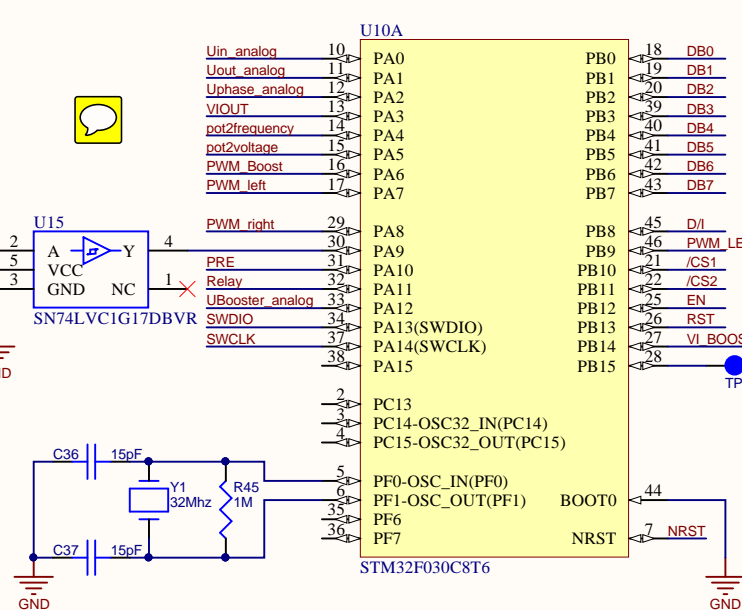 U10A
Uin_analog 10 PA0 PB0 18 DB0
Uout_analog 11 PA1 PB1 19 DB1
Uphase_analog 12 PA2 PB2 20 DB2
VIOUT 13 PA3 PB3 39 DB3
pot2frequency 14 PA4 PB4 40 DB4
pot2voltage 15 PA5 PB5 41 DB5
PWM_Boost 16 PA6 PB6 42 DB6
PWM_left 17 PA7 PB7 43 DB7
U15
PWM_right 29 PA8 PB8 45 D/I
2 A Y 4 30 PA9 PB9 46 PWM_LE
5 VCC PRE 31 PA10 PB10 21 /CS1
3 GND NC 1 Relay 32 PA11 PB11 22 /CS2
UBooster_analog 33 PA12 PB12 25 EN
SN74LVC1G17DBVR SWDIO 34 PA13(SWDIO) PB13 26 RST
SWCLK 37 PA14(SWCLK) PB14 27 VI_BOOS
38 PA15 PB15 28
ID TP
2 PC13
3 PC14-OSC32_IN(PC14)
4 PC15-OSC32_OUT(PC15)
C36 15pF
5 PF0-OSC_IN(PF0)
Y1 R45
32Mhz 1M 6 PF1-OSC_OUT(PF1) BOOT0 44
35 PF6
36 PF7 NRST 7 NRST
C37 15pF
STM32F030C8T6
GND GND